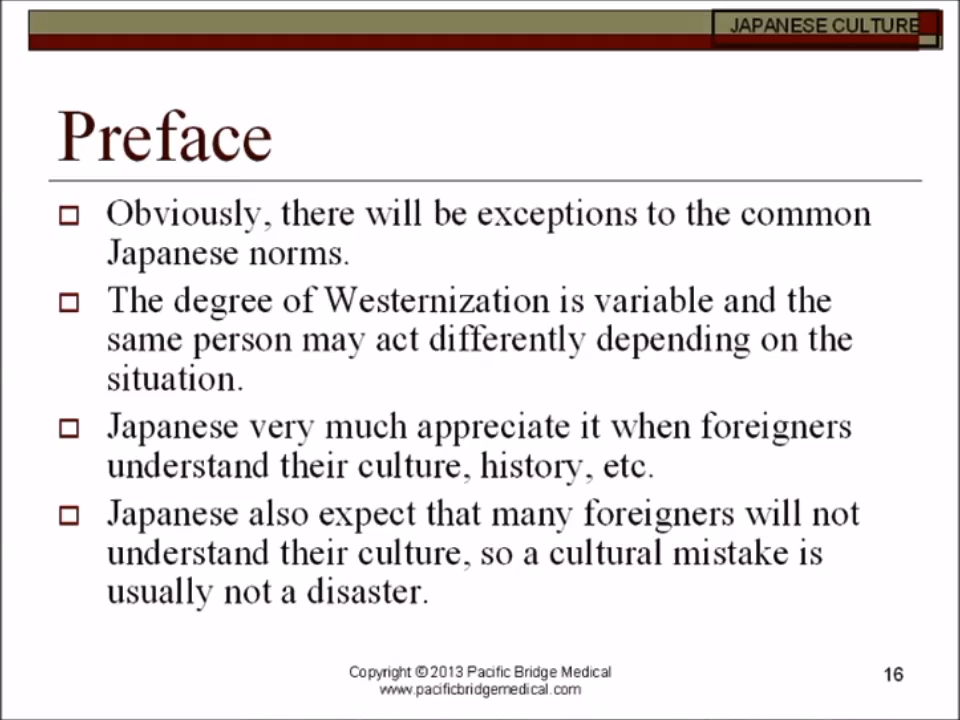 JAPANESE CULTURE
Preface
Obviously, there will be exceptions to the common
Japanese norms.
The degree of Westernization is variable and the
same person may act differently depending on the
situation.
Japanese very much appreciate it when foreigners
understand their culture, history, etc.
Japanese also expect that many foreigners will not
understand their culture, so a cultural mistake is
usually not a disaster.
Copyright © 2013 Pacific Bridge Medical
www.pacificbridgemedical.com
16